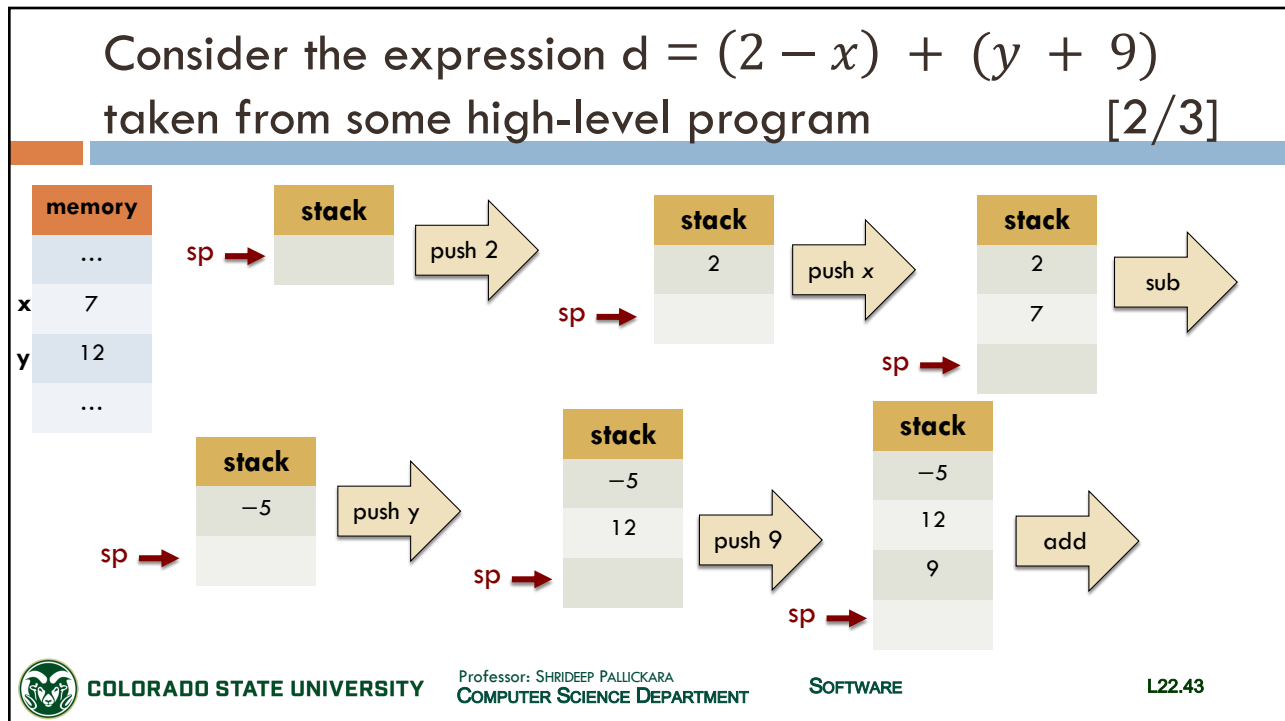 Consider the expression d = (2 − x) + (y + 9)
taken from some high-level program [2/3]
memory
...
x 7
y 12
...
sp
stack
push 2
sp
stack
2
push x
sp
stack
2
7
sub
sp
stack
−5
push y
sp
stack
−5
12
push 9
sp
stack
−5
12
9
add
COLORADO STATE UNIVERSITY
Professor: SHRIDEEP PALLICKARA
COMPUTER SCIENCE DEPARTMENT
SOFTWARE
L22.43